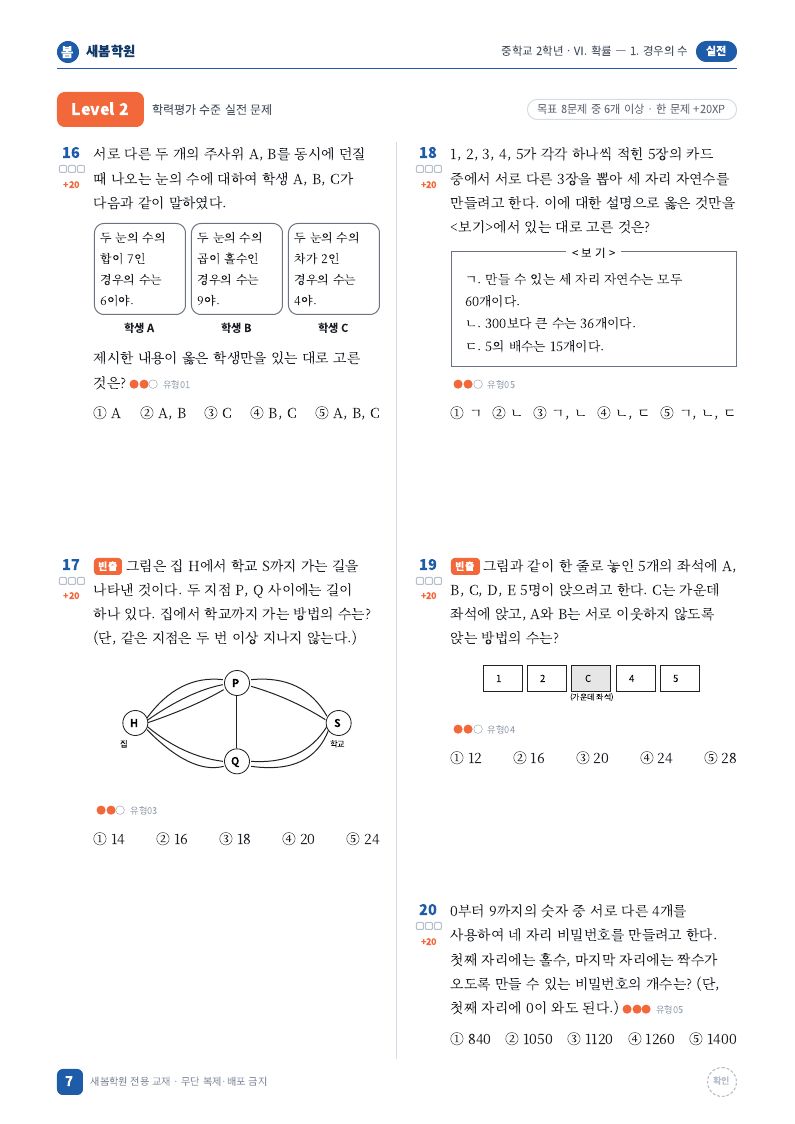 봄 새봄학원
중학교 2학년 · VI. 확률 — 1. 경우의 수 실전
Level 2 학력평가 수준 실전 문제
목표 8문제 중 6개 이상 · 한 문제 +20XP
16 서로 다른 두 개의 주사위 A, B를 동시에 던질
때 나오는 눈의 수에 대하여 학생 A, B, C가
+20
다음과 같이 말하였다.
두 눈의 수의
합이 7인
경우의 수는
6이야.
학생 A
두 눈의 수의
곱이 홀수인
경우의 수는
9야.
학생 B
두 눈의 수의
차가 2인
경우의 수는
4야.
학생 C
제시한 내용이 옳은 학생만을 있는 대로 고른
것은? 유형01
① A ② A, B ③ C ④ B, C ⑤ A, B, C
17 빈출 그림은 집 H에서 학교 S까지 가는 길을
나타낸 것이다. 두 지점 P, Q 사이에는 길이
+20
하나 있다. 집에서 학교까지 가는 방법의 수는?
(단, 같은 지점은 두 번 이상 지나지 않는다.)
P
H
S
집
학교
Q
유형03
① 14 ② 16 ③ 18 ④ 20 ⑤ 24
18 1, 2, 3, 4, 5가 각각 하나씩 적힌 5장의 카드
중에서 서로 다른 3장을 뽑아 세 자리 자연수를
+20
만들려고 한다. 이에 대한 설명으로 옳은 것만을
<보기>에서 있는 대로 고른 것은?
< 보 기 >
ㄱ. 만들 수 있는 세 자리 자연수는 모두
60개이다.
ㄴ. 300보다 큰 수는 36개이다.
ㄷ. 5의 배수는 15개이다.
유형05
① ㄱ ② ㄴ ③ ㄱ, ㄴ ④ ㄴ, ㄷ ⑤ ㄱ, ㄴ, ㄷ
19 빈출 그림과 같이 한 줄로 놓인 5개의 좌석에 A,
B, C, D, E 5명이 앉으려고 한다. C는 가운데
+20
좌석에 앉고, A와 B는 서로 이웃하지 않도록
앉는 방법의 수는?
1 2 C 4 5
(가운데 좌석)
유형04
① 12 ② 16 ③ 20 ④ 24 ⑤ 28
20 0부터 9까지의 숫자 중 서로 다른 4개를
사용하여 네 자리 비밀번호를 만들려고 한다.
+20
첫째 자리에는 홀수, 마지막 자리에는 짝수가
오도록 만들 수 있는 비밀번호의 개수는? (단,
첫째 자리에 0이 와도 된다.) 유형05
① 840 ② 1050 ③ 1120 ④ 1260 ⑤ 1400
7 새봄학원 전용 교재 · 무단 복제·배포 금지
확인